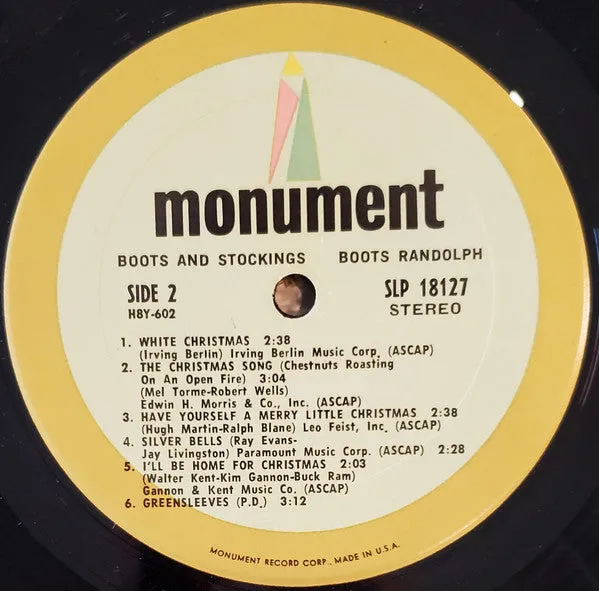 monument
BOOTS AND STOCKINGS BOOTS RANDOLPH
SIDE 2 SLP 18127
H8Y-602 STEREO
1. WHITE CHRISTMAS 2:38
(Irving Berlin) Irving Berlin Music Corp. (ASCAP)
2. THE CHRISTMAS SONG (Chestnuts Roasting
On An Open Fire) 3:04
(Mel Torme-Robert Wells)
Edwin H. Morris & Co., Inc. (ASCAP)
3. HAVE YOURSELF A MERRY LITTLE CHRISTMAS 2:38
(Hugh Martin-Ralph Blane) Leo Feist, Inc. (ASCAP)
4. SILVER BELLS (Ray Evans-
Jay Livingston) Paramount Music Corp. (ASCAP) 2:28
5. I'LL BE HOME FOR CHRISTMAS 2:03
(Walter Kent-Kim Gannon-Buck Ram)
Gannon & Kent Music Co. (ASCAP)
6. GREENSLEEVES (P.D.) 3:12
MONUMENT RECORD CORP., MADE IN U.S.A.